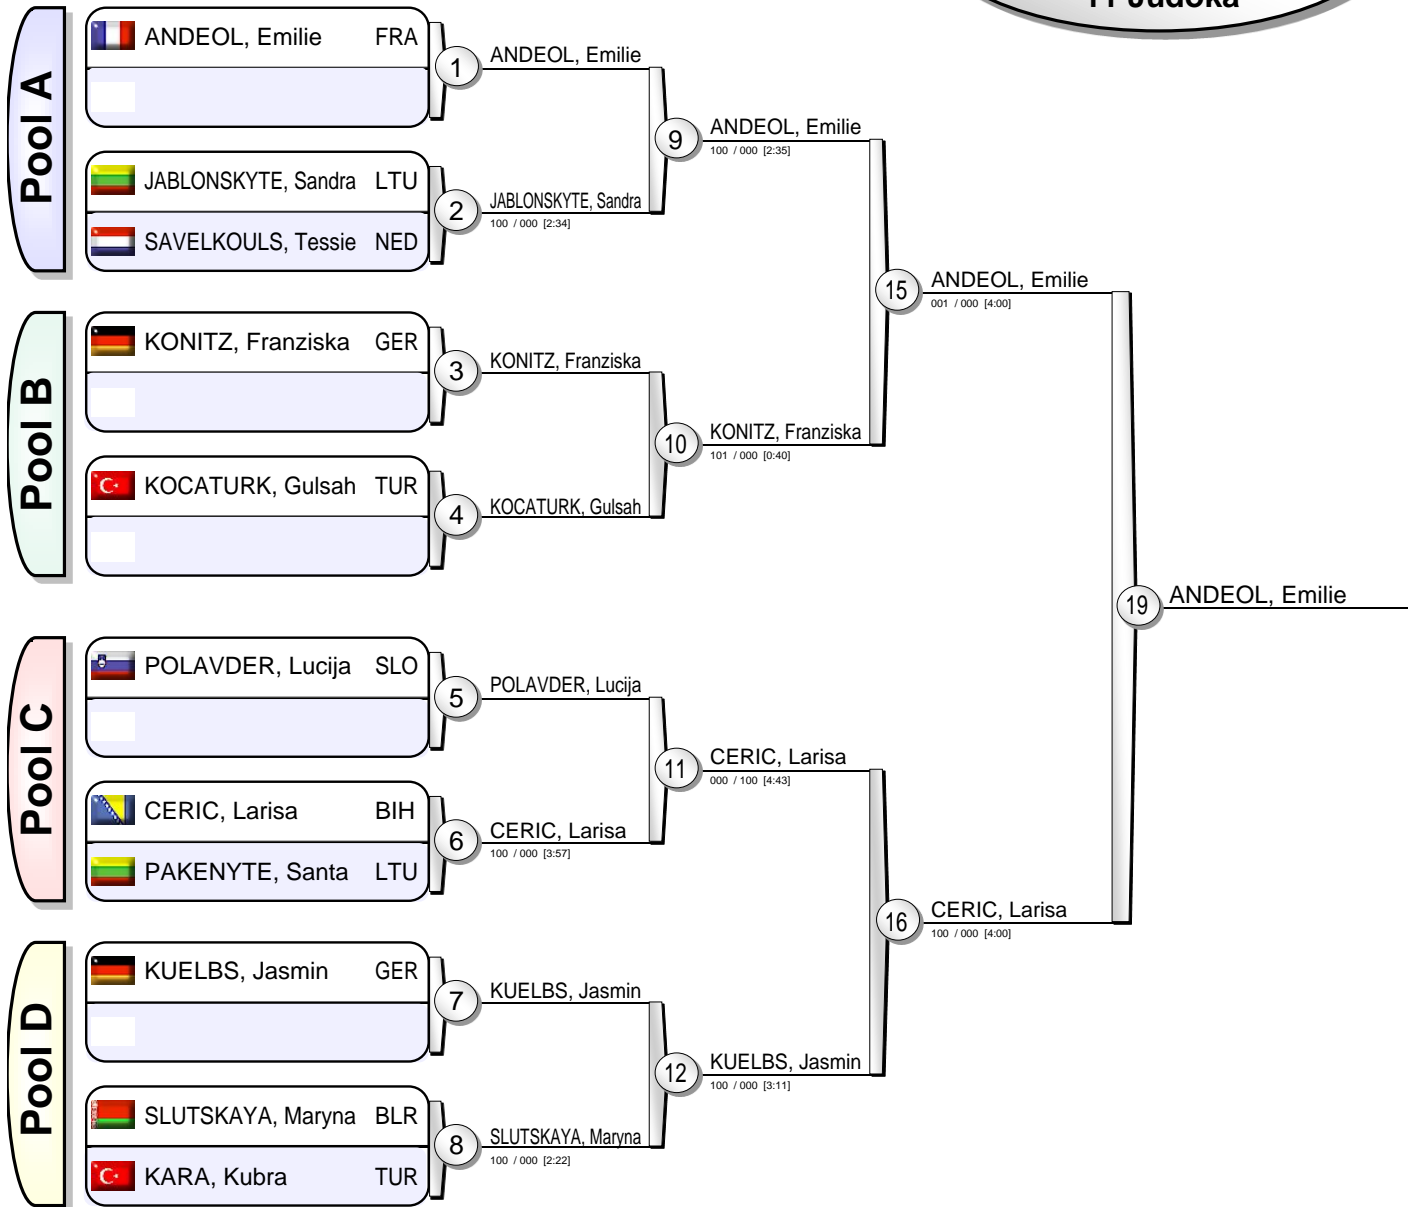 11 Judoka
Pool A
ANDEOL, Emilie FRA
1
ANDEOL, Emilie
JABLONSKYTE, Sandra LTU
SAVELKOULS, Tessie NED
2
JABLONSKYTE, Sandra
100 / 000 [2:34]
9
ANDEOL, Emilie
100 / 000 [2:35]
Pool B
KONITZ, Franziska GER
3
KONITZ, Franziska
KOCATURK, Gulsah TUR
4
KOCATURK, Gulsah
10
KONITZ, Franziska
101 / 000 [0:40]
15
ANDEOL, Emilie
001 / 000 [4:00]
Pool C
POLAVDER, Lucija SLO
5
POLAVDER, Lucija
CERIC, Larisa BIH
PAKENYTE, Santa LTU
6
CERIC, Larisa
100 / 000 [3:57]
11
CERIC, Larisa
000 / 100 [4:43]
Pool D
KUELBS, Jasmin GER
7
KUELBS, Jasmin
SLUTSKAYA, Maryna BLR
KARA, Kubra TUR
8
SLUTSKAYA, Maryna
100 / 000 [2:22]
12
KUELBS, Jasmin
100 / 000 [3:11]
16
CERIC, Larisa
100 / 000 [4:00]
19
ANDEOL, Emilie